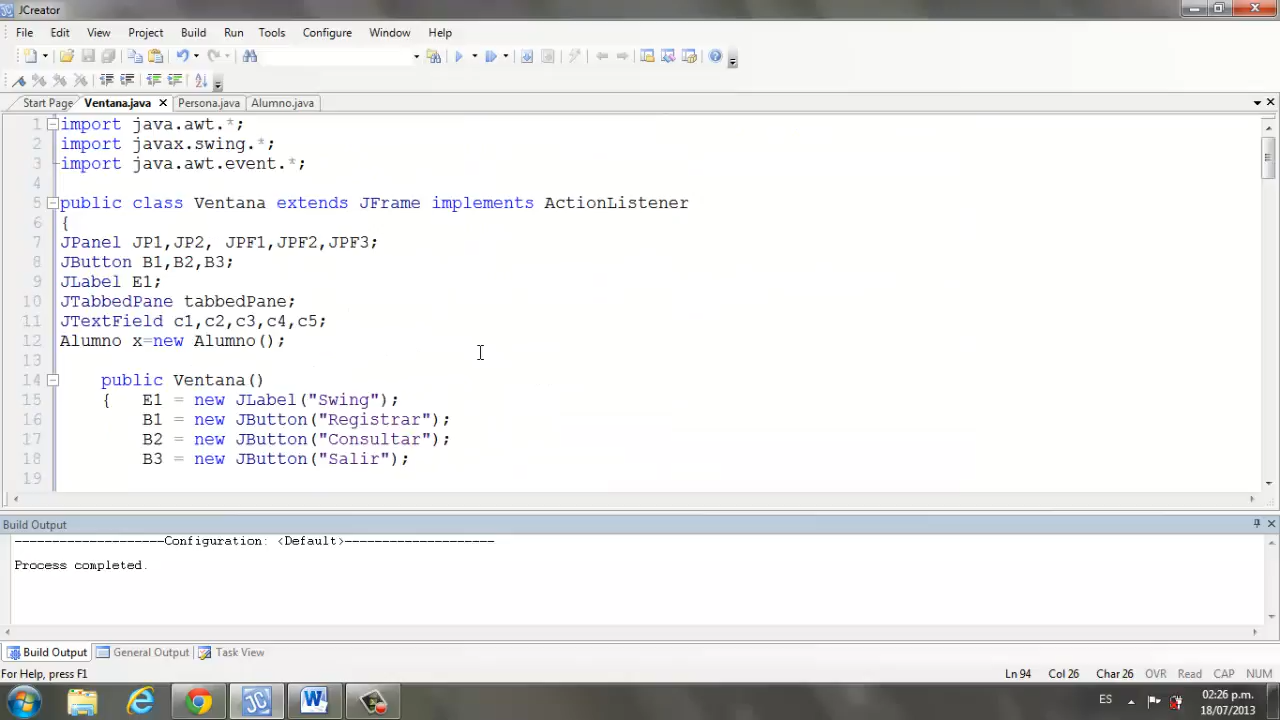 JCreator
File Edit View Project Build Run Tools Configure Window Help
Start Page Ventana.java Persona.java Alumno.java
1 import java.awt.*;
2 import javax.swing.*;
3 import java.awt.event.*;
4
5 public class Ventana extends JFrame implements ActionListener
6 {
7 JPanel JP1,JP2, JPF1,JPF2,JPF3;
8 JButton B1,B2,B3;
9 JLabel E1;
10 JTabbedPane tabbedPane;
11 JTextField c1,c2,c3,c4,c5;
12 Alumno x=new Alumno();
13
14 public Ventana()
15 { E1 = new JLabel("Swing");
16 B1 = new JButton("Registrar");
17 B2 = new JButton("Consultar");
18 B3 = new JButton("Salir");
19
Build Output
--------------------Configuration: <Default>--------------------
Process completed.
Build Output General Output Task View
For Help, press F1 Ln 94 Col 26 Char 26 OVR Read CAP NUM
ES 02:26 p.m.
18/07/2013